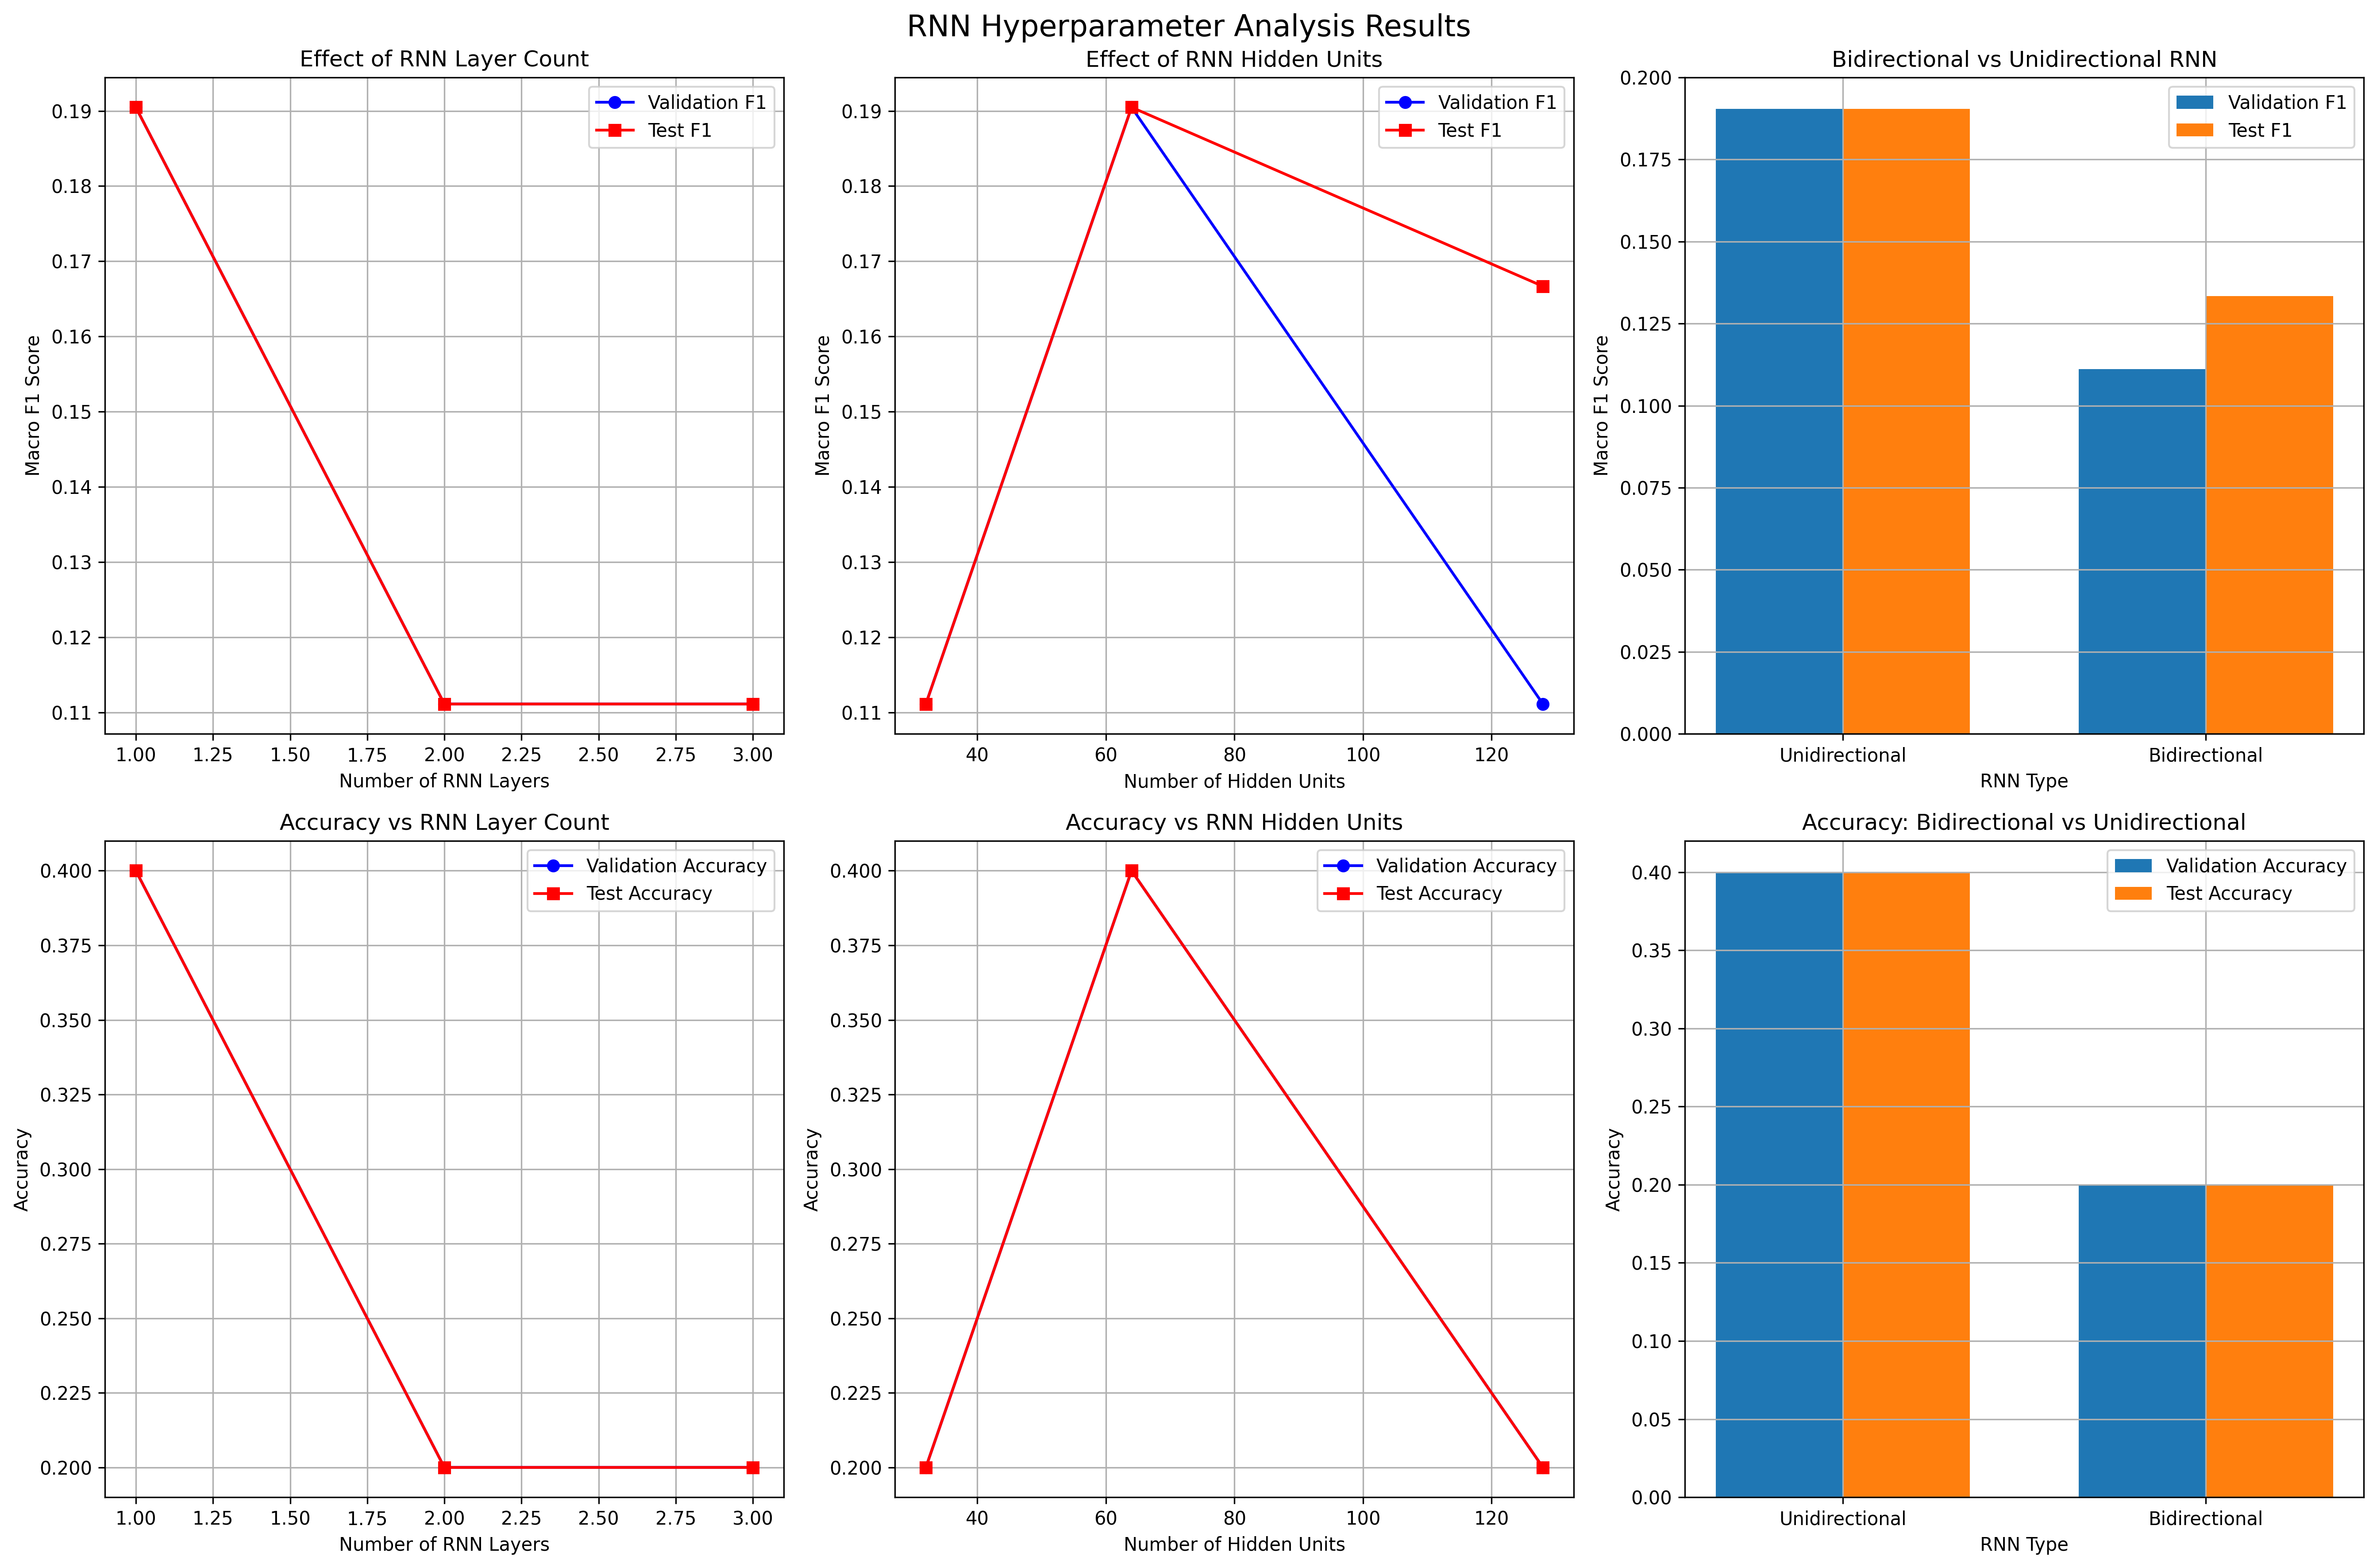 RNN Hyperparameter Analysis Results
Effect of RNN Layer Count
Validation F1
Test F1
0.19
0.18
0.17
0.16
0.15
0.14
0.13
0.12
0.11
Macro F1 Score
1.00 1.25 1.50 1.75 2.00 2.25 2.50 2.75 3.00
Number of RNN Layers
Effect of RNN Hidden Units
Validation F1
Test F1
0.19
0.18
0.17
0.16
0.15
0.14
0.13
0.12
0.11
Macro F1 Score
40 60 80 100 120
Number of Hidden Units
Bidirectional vs Unidirectional RNN
Validation F1
Test F1
0.200
0.175
0.150
0.125
0.100
0.075
0.050
0.025
0.000
Macro F1 Score
Unidirectional Bidirectional
RNN Type
Accuracy vs RNN Layer Count
Validation Accuracy
Test Accuracy
0.400
0.375
0.350
0.325
0.300
0.275
0.250
0.225
0.200
Accuracy
1.00 1.25 1.50 1.75 2.00 2.25 2.50 2.75 3.00
Number of RNN Layers
Accuracy vs RNN Hidden Units
Validation Accuracy
Test Accuracy
0.400
0.375
0.350
0.325
0.300
0.275
0.250
0.225
0.200
Accuracy
40 60 80 100 120
Number of Hidden Units
Accuracy: Bidirectional vs Unidirectional
Validation Accuracy
Test Accuracy
0.40
0.35
0.30
0.25
0.20
0.15
0.10
0.05
0.00
Accuracy
Unidirectional Bidirectional
RNN Type